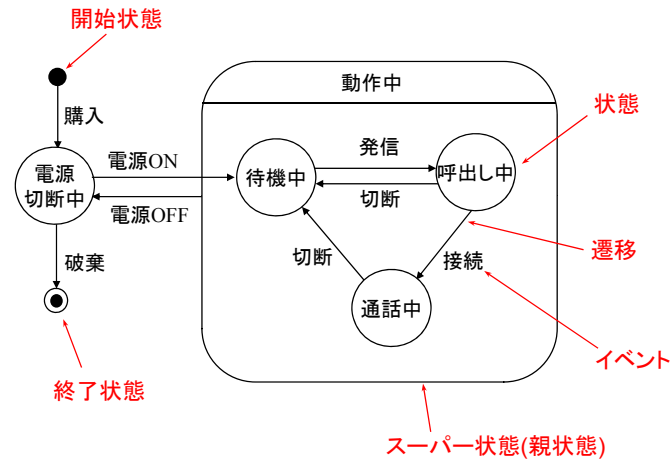 開始状態
動作中
購入
状態
発信
電源ON
電源
切断中
待機中
呼出し中
切断
電源OFF
遷移
切断
接続
破棄
通話中
イベント
終了状態
スーパー状態(親状態)